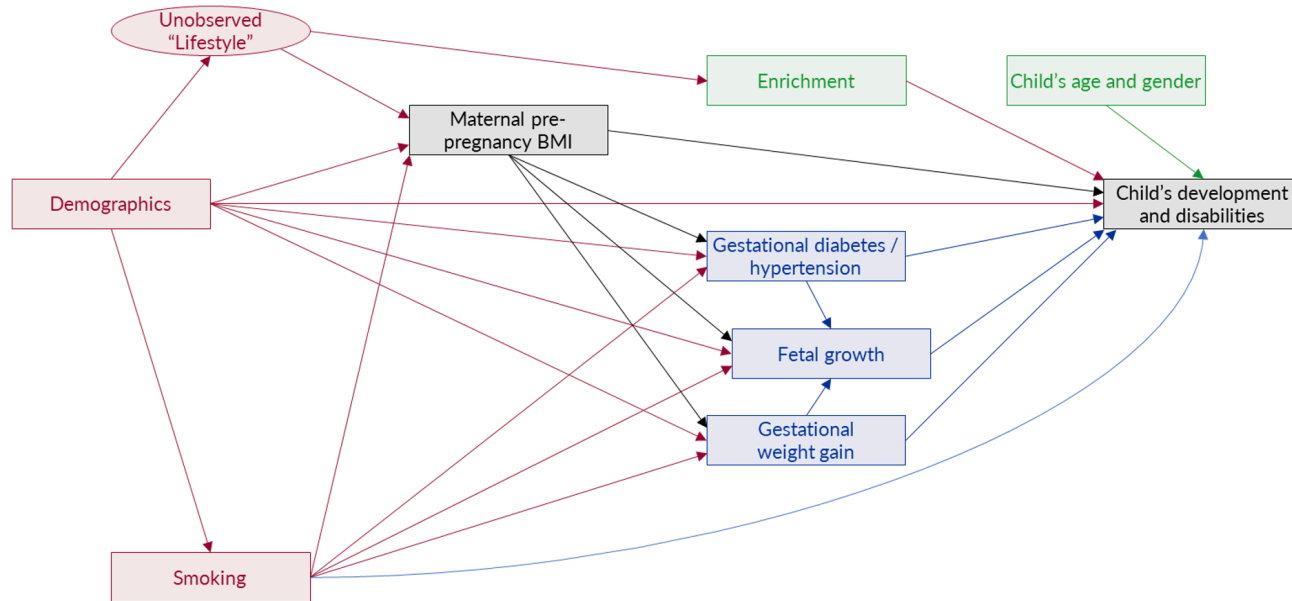 Unobserved
“Lifestyle”
Enrichment
Child’s age and gender
Maternal pre-
pregnancy BMI
Demographics
Child’s development
and disabilities
Gestational diabetes /
hypertension
Fetal growth
Gestational
weight gain
Smoking